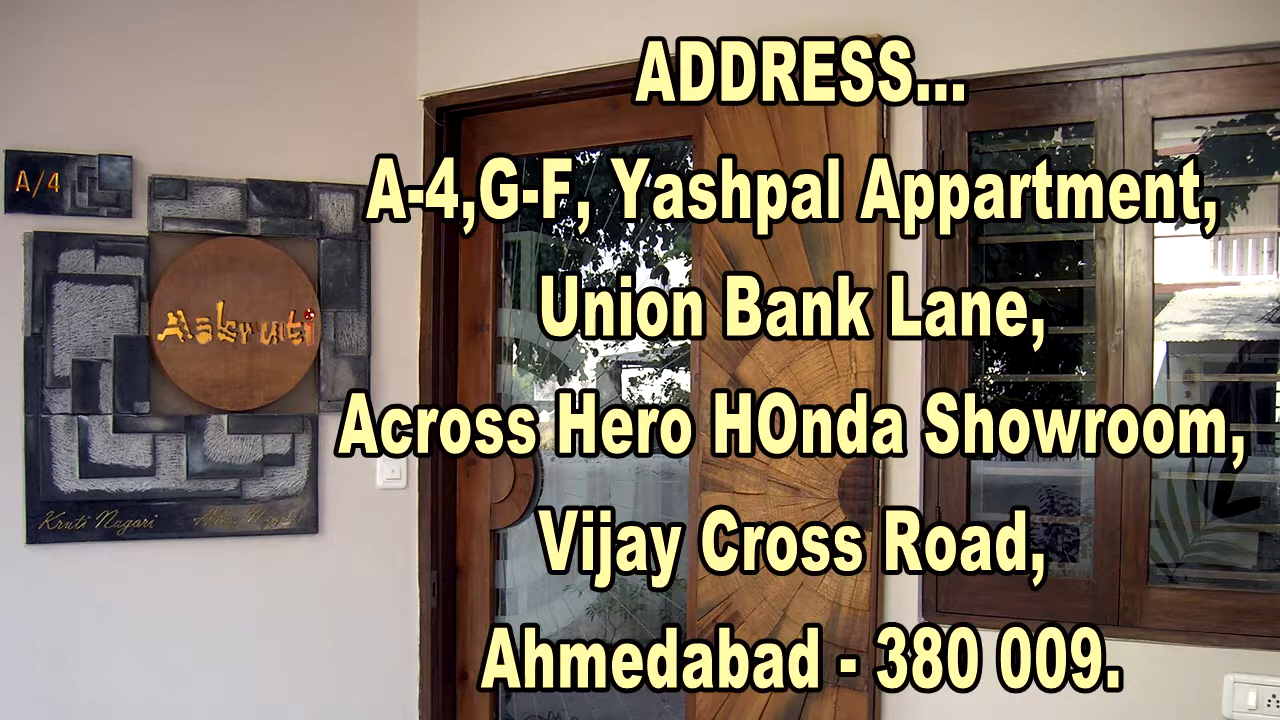 ADDRESS...
A-4,G-F, Yashpal Appartment,
Union Bank Lane,
Across Hero HOnda Showroom,
Vijay Cross Road,
Ahmedabad - 380 009.
A/4
Aakruti
Kruti Nagari